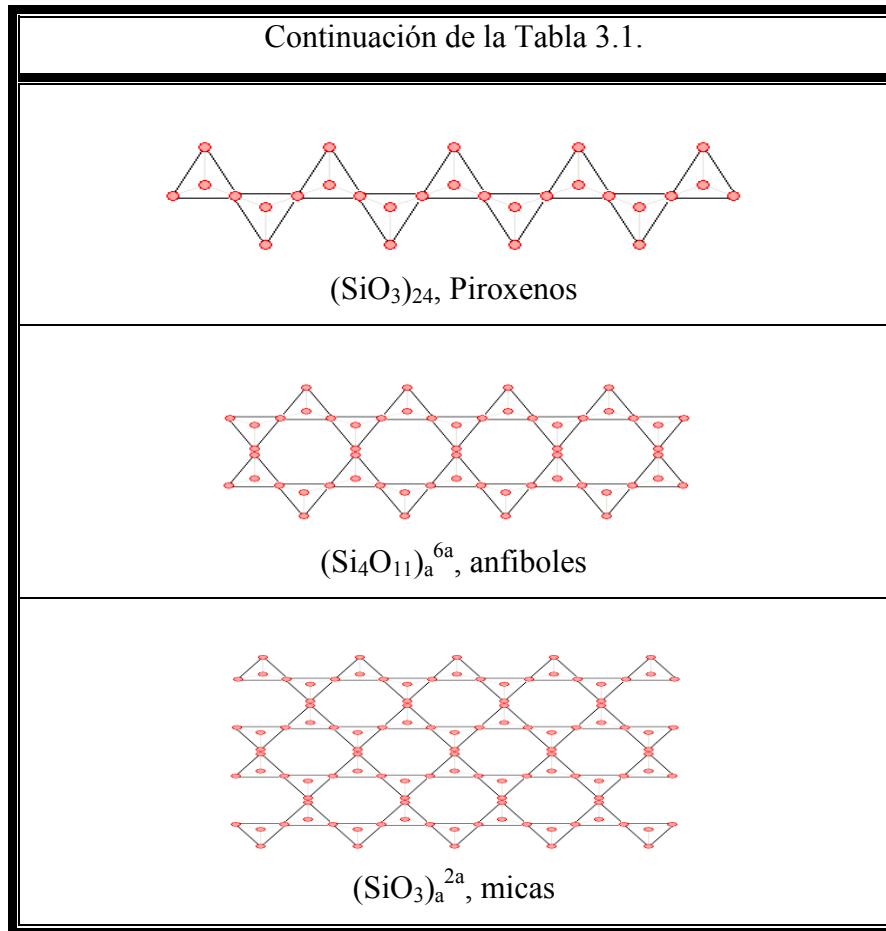 Continuación de la Tabla 3.1.
(SiO₃)₂₄, Piroxenos
(Si₄O₁₁)ₐ⁶ᵃ, anfiboles
(SiO₃)ₐ²ᵃ, micas